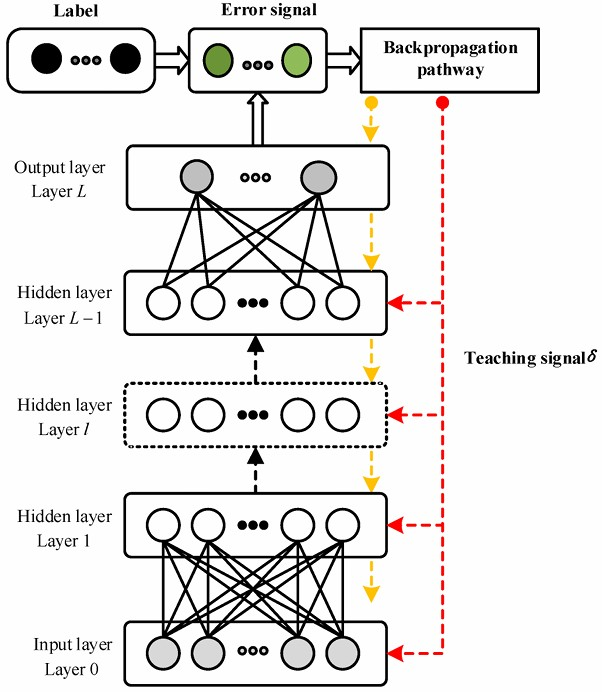 Label
Error signal
Backpropagation
pathway
Output layer
Layer L
Hidden layer
Layer L−1
Teaching signalδ
Hidden layer
Layer l
Hidden layer
Layer 1
Input layer
Layer 0